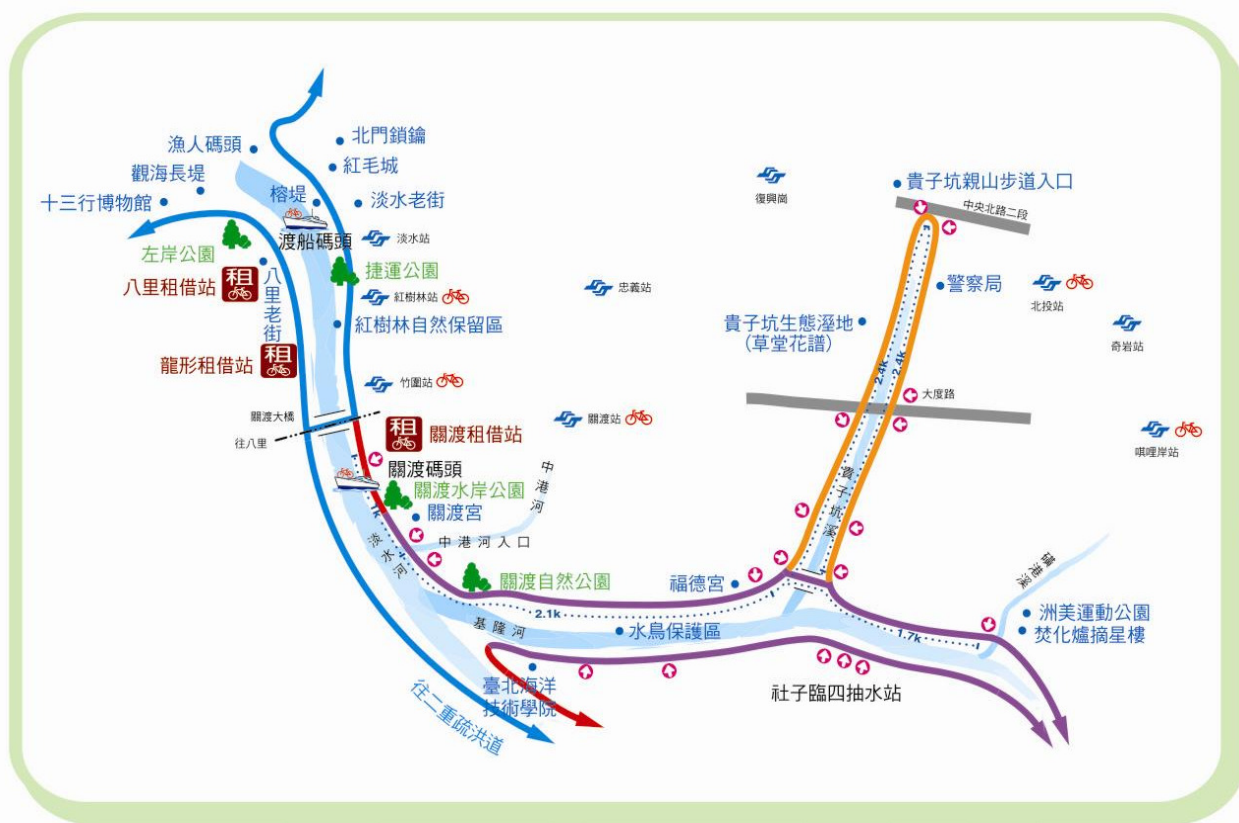 北門鎖鑰
漁人碼頭
紅毛城
觀海長堤
榕堤
十三行博物館
淡水老街
渡船碼頭
淡水站
左岸公園
捷運公園
租
八里租借站
八里老街
紅樹林站
紅樹林自然保留區
租
龍形租借站
竹圍站
關渡大橋
往八里
租
關渡租借站
關渡站
忠義站
復興崗
貴子坑親山步道入口
中央北路二段
警察局
北投站
奇岩站
貴子坑生態溼地
(草堂花譜)
2.4k
2.4k
大度路
唭哩岸站
關渡碼頭
關渡水岸公園
關渡宮
1k
中港河
中港河入口
淡水河
關渡自然公園
貴子坑溪
福德宮
磺港溪
2.1k
基隆河
水鳥保護區
1.7k
洲美運動公園
焚化爐摘星樓
臺北海洋
技術學院
社子臨四抽水站
往二重疏洪道